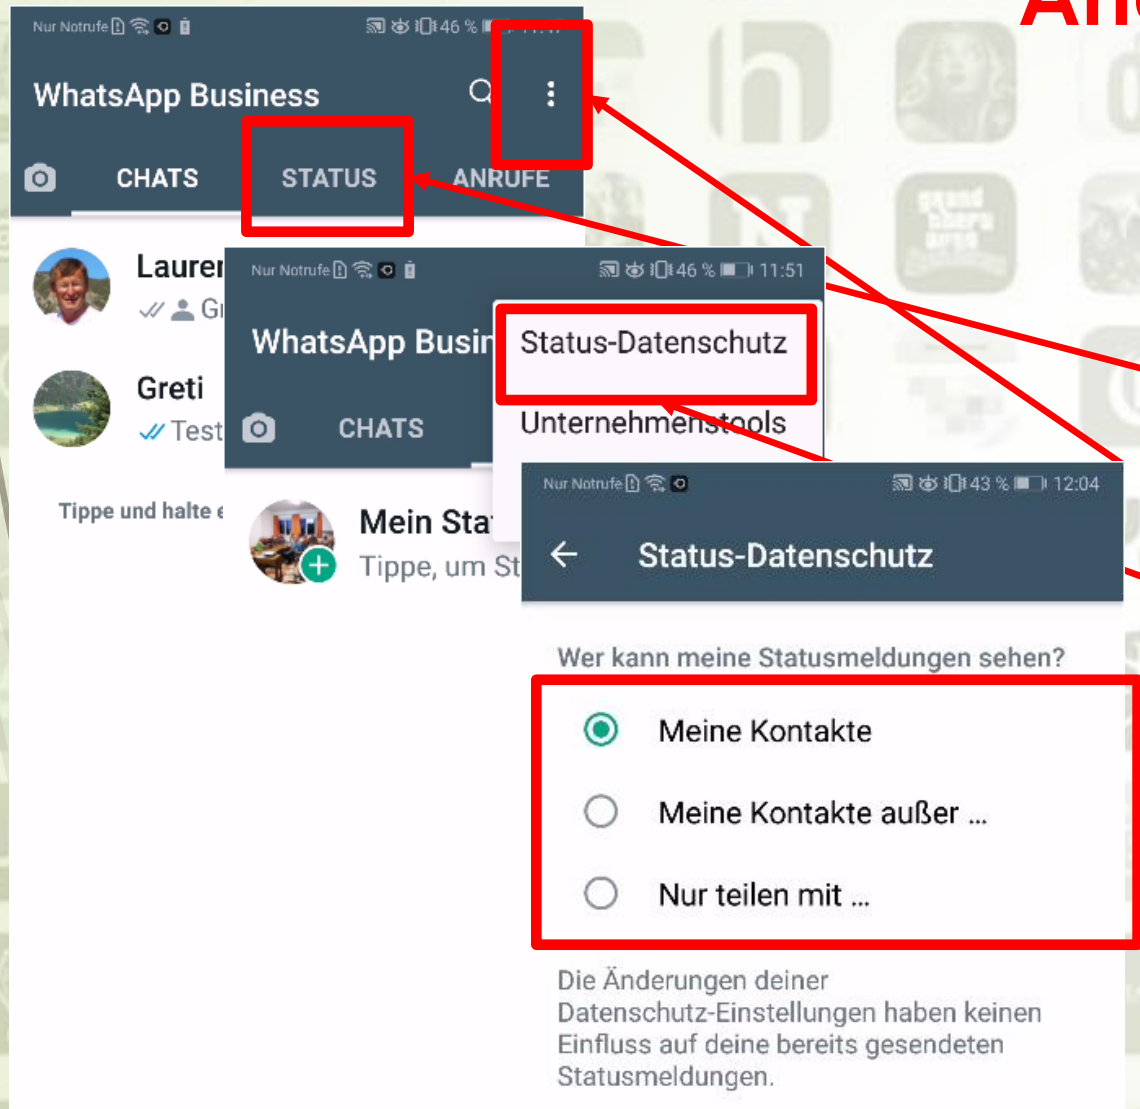 Nur Notrufe 46 %
WhatsApp Business
CHATS STATUS ANRUFE
Nur Notrufe 46 % 11:51
WhatsApp
Status-Datenschutz
Greti
CHATS
Unternehmenstools
Test
Nur Notrufe 43 % 12:04
Tippe und halte
Mein
Status-Datenschutz
Tippe, um
Wer kann meine Statusmeldungen sehen?
Meine Kontakte
Meine Kontakte außer ...
Nur teilen mit ...
Die Änderungen deiner
Datenschutz-Einstellungen haben keinen
Einfluss auf deine bereits gesendeten
Statusmeldungen.